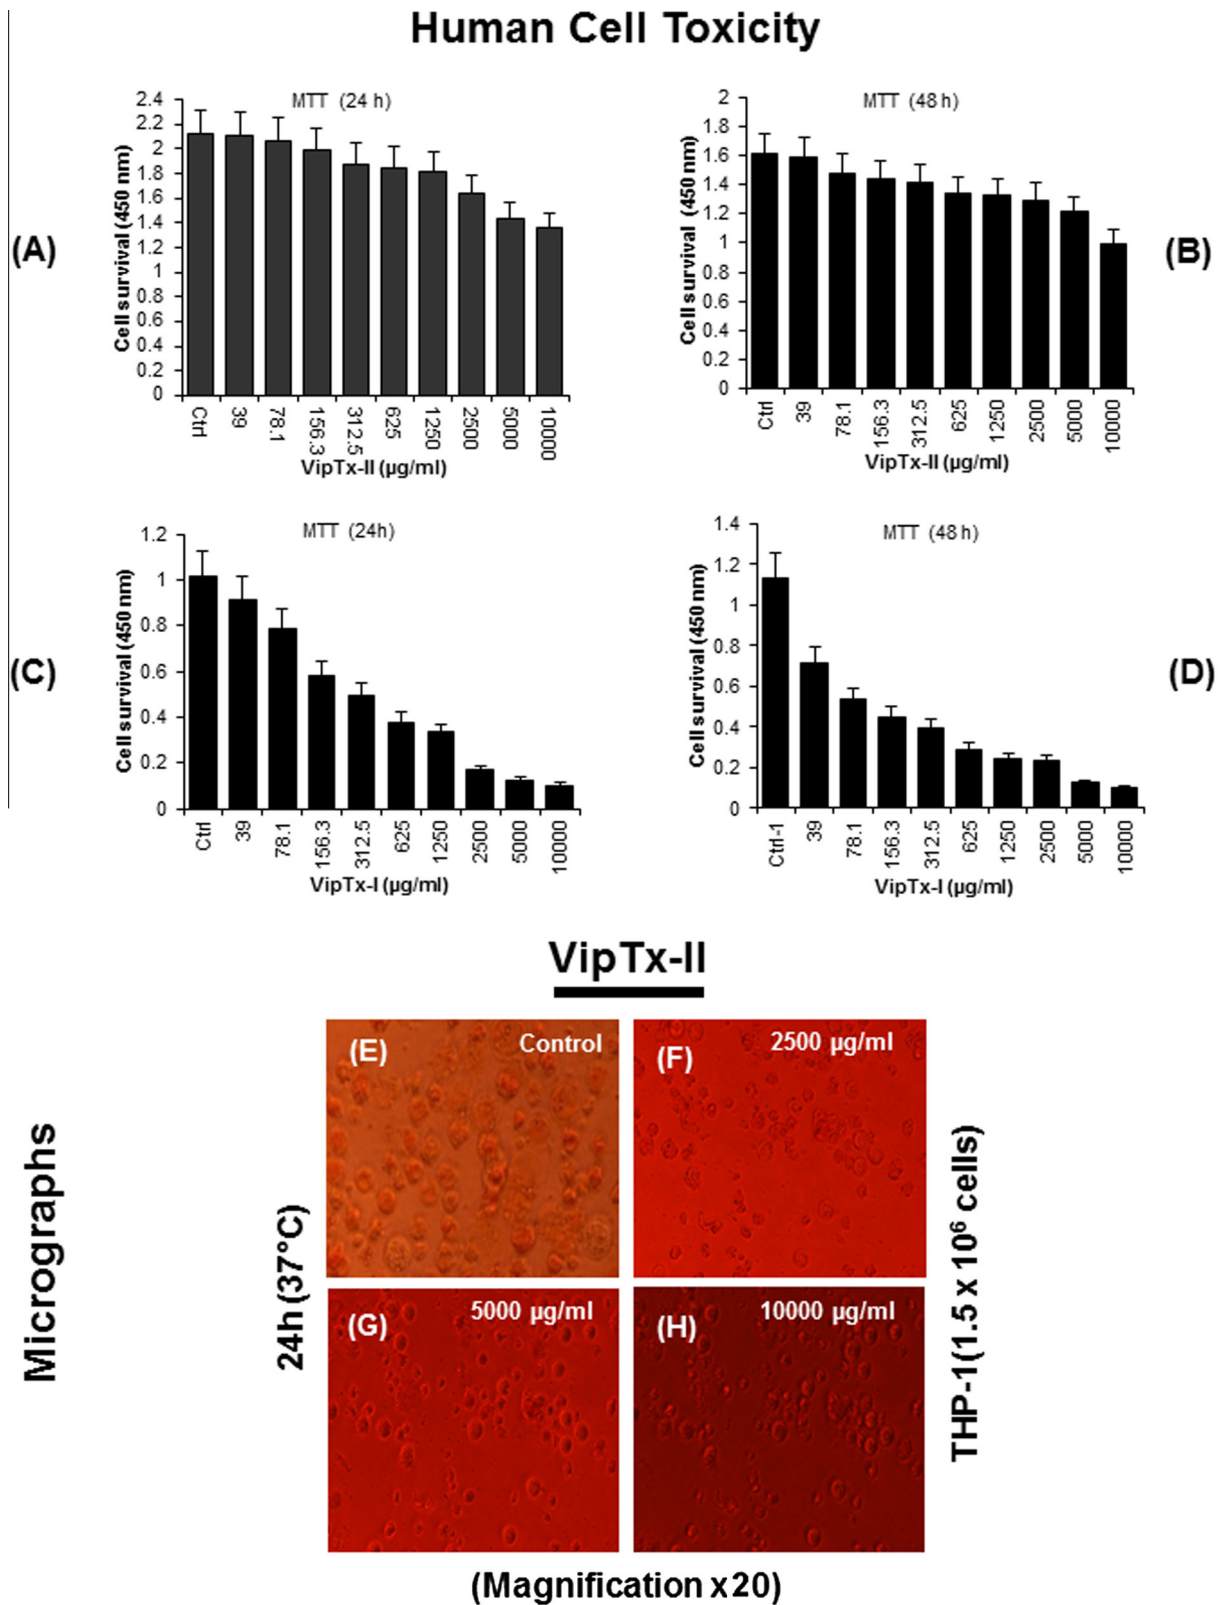 Human Cell Toxicity
(A)
MTT (24 h)
Cell survival (450 nm)
2.4
2.2
2
1.8
1.6
1.4
1.2
1
0.8
0.6
0.4
0.2
0
Ctrl
39
78.1
156.3
312.5
625
1250
2500
5000
10000
VipTx-II (µg/ml)
(B)
MTT (48 h)
Cell survival (450 nm)
2
1.8
1.6
1.4
1.2
1
0.8
0.6
0.4
0.2
0
Ctrl
39
78.1
156.3
312.5
625
1250
2500
5000
10000
VipTx-II (µg/ml)
(C)
MTT (24h)
Cell survival (450 nm)
1.2
1
0.8
0.6
0.4
0.2
0
Ctrl
39
78.1
156.3
312.5
625
1250
2500
5000
10000
VipTx-I (µg/ml)
(D)
MTT (48 h)
Cell survival (450 nm)
1.4
1.2
1
0.8
0.6
0.4
0.2
0
Ctrl-1
39
78.1
156.3
312.5
625
1250
2500
5000
10000
VipTx-I (µg/ml)
VipTx-II
Micrographs
24h (37°C)
(E) Control
(F) 2500 µg/ml
(G) 5000 µg/ml
(H) 10000 µg/ml
THP-1(1.5 x 10⁶ cells)
(Magnification x20)